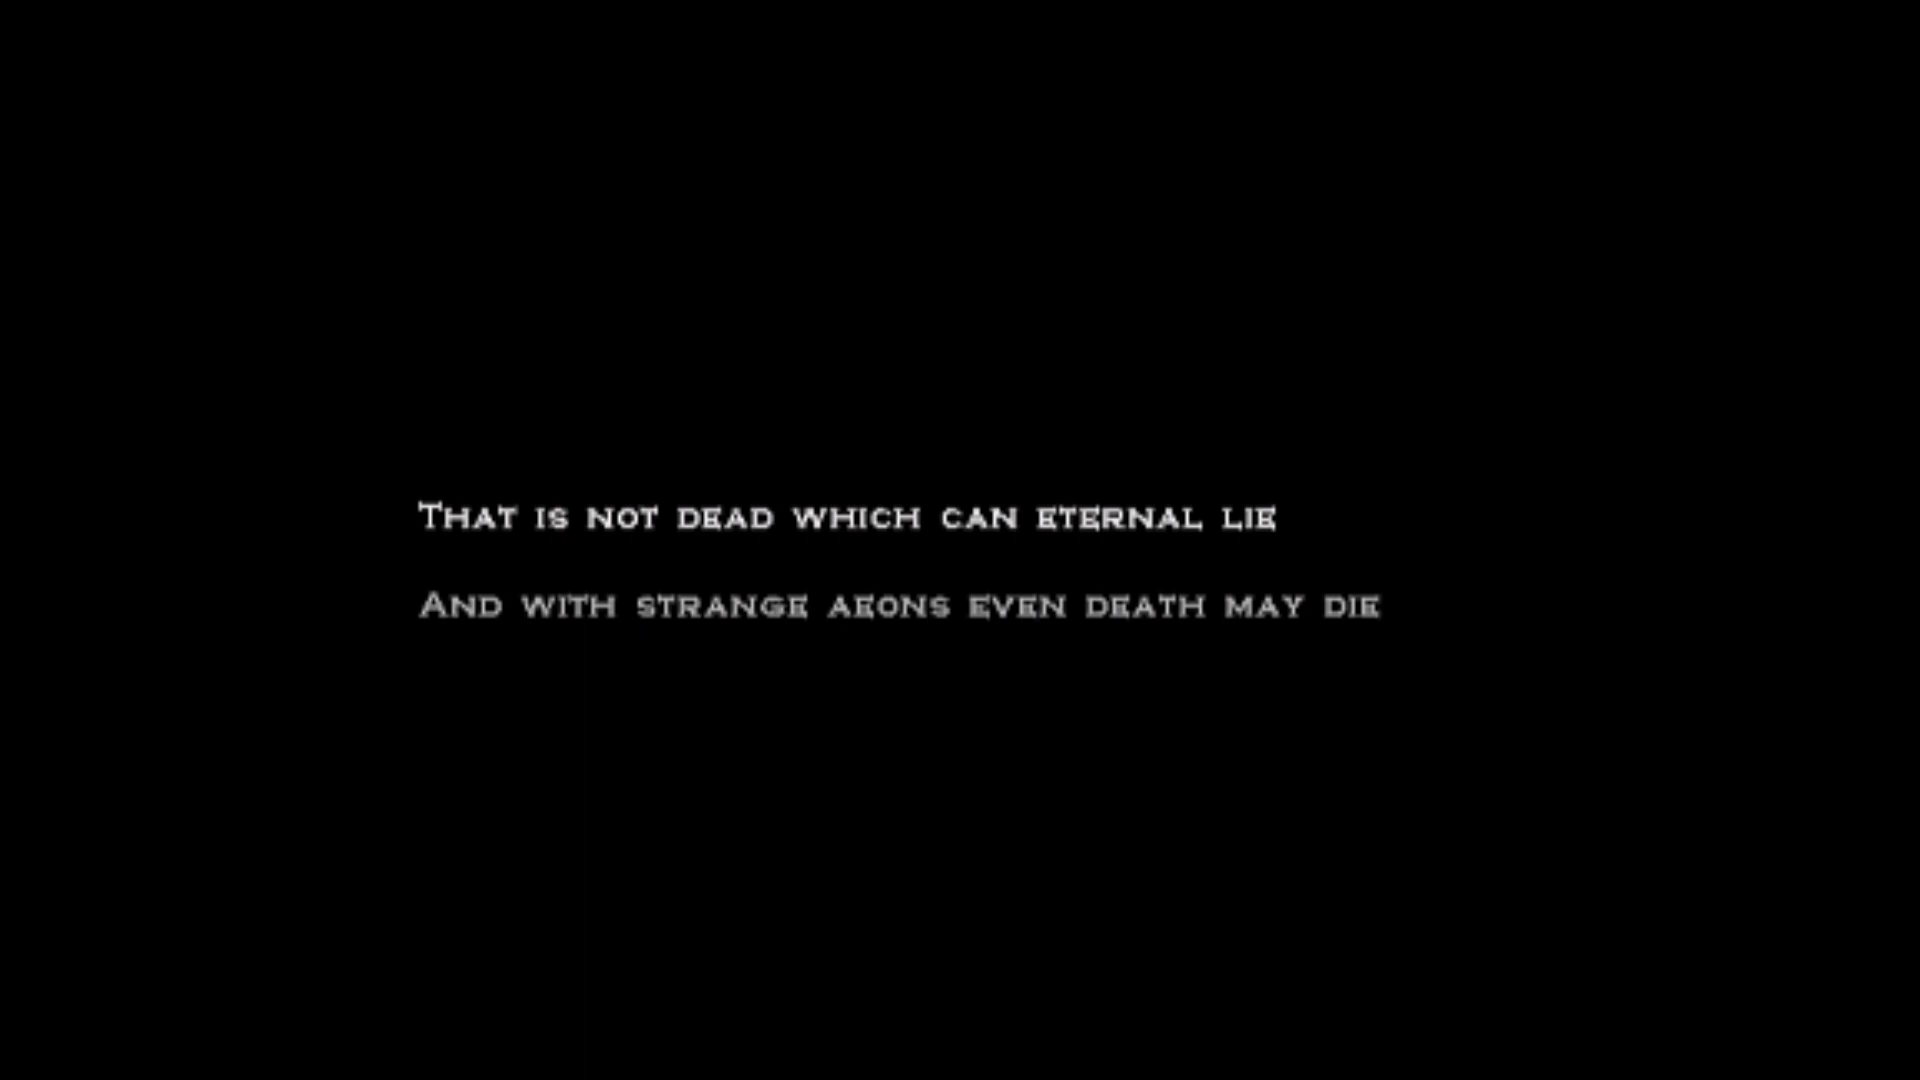 That is not dead which can eternal lie
And with strange aeons even death may die